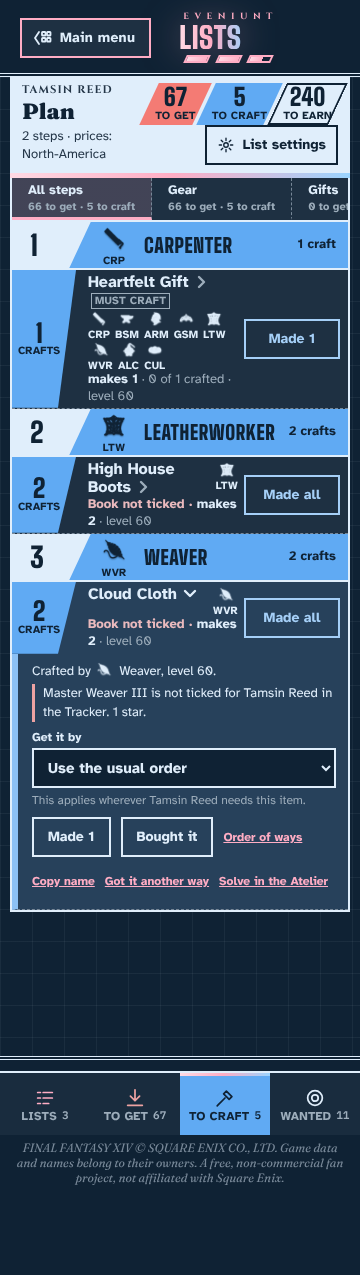 Main menu
EVENIUNT
LISTS
TAMSIN REED
Plan
2 steps · prices:
North-America
67
TO GET
5
TO CRAFT
240
TO EARN
List settings
All steps
66 to get · 5 to craft
Gear
66 to get · 5 to craft
Gifts
0 to get
1
CRP
CARPENTER
1 craft
1
CRAFTS
Heartfelt Gift
MUST CRAFT
CRP BSM ARM GSM LTW
WVR ALC CUL
makes 1 · 0 of 1 crafted ·
level 60
Made 1
2
LTW
LEATHERWORKER
2 crafts
2
CRAFTS
High House
Boots
LTW
Book not ticked · makes
2 · level 60
Made all
3
WVR
WEAVER
2 crafts
2
CRAFTS
Cloud Cloth
WVR
Book not ticked · makes
2 · level 60
Made all
Crafted by Weaver, level 60.
Master Weaver III is not ticked for Tamsin Reed in
the Tracker. 1 star.
Get it by
Use the usual order
This applies wherever Tamsin Reed needs this item.
Made 1
Bought it
Order of ways
Copy name
Got it another way
Solve in the Atelier
LISTS 3
TO GET 67
TO CRAFT 5
WANTED 11
FINAL FANTASY XIV © SQUARE ENIX CO., LTD. Game data
and names belong to their owners. A free, non-commercial fan
project, not affiliated with Square Enix.